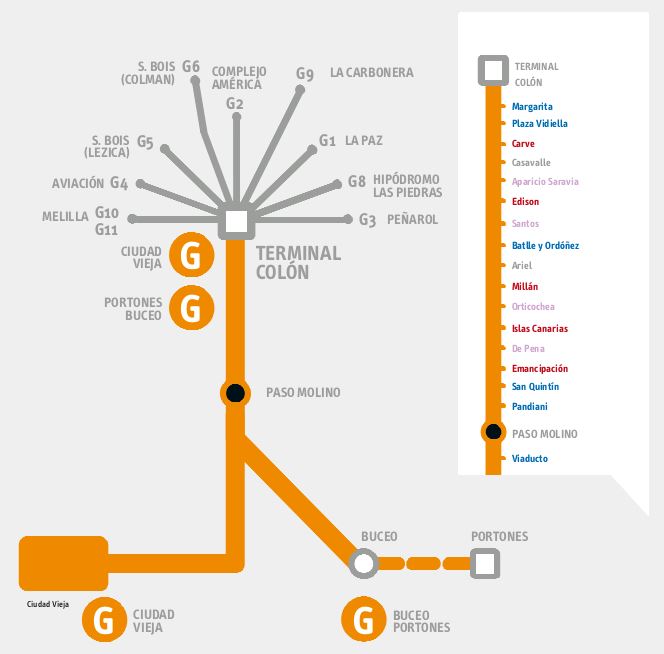 S. BOIS
(COLMAN)
G6
COMPLEJO
AMÉRICA
G2
G9
LA CARBONERA
S. BOIS
(LEZICA)
G5
G1
LA PAZ
AVIACIÓN
G4
G8
HIPÓDROMO
LAS PIEDRAS
MELILLA
G10
G11
G3
PEÑAROL
CIUDAD
VIEJA
G
TERMINAL
COLÓN
PORTONES
BUCEO
G
PASO MOLINO
BUCEO
PORTONES
Ciudad Vieja
G
CIUDAD
VIEJA
G
BUCEO
PORTONES
TERMINAL
COLÓN
Margarita
Plaza Vidiella
Carve
Casavalle
Aparicio Saravia
Edison
Santos
Batlle y Ordóñez
Ariel
Millán
Orticochea
Islas Canarias
De Pena
Emancipación
San Quintín
Pandiani
PASO MOLINO
Viaducto